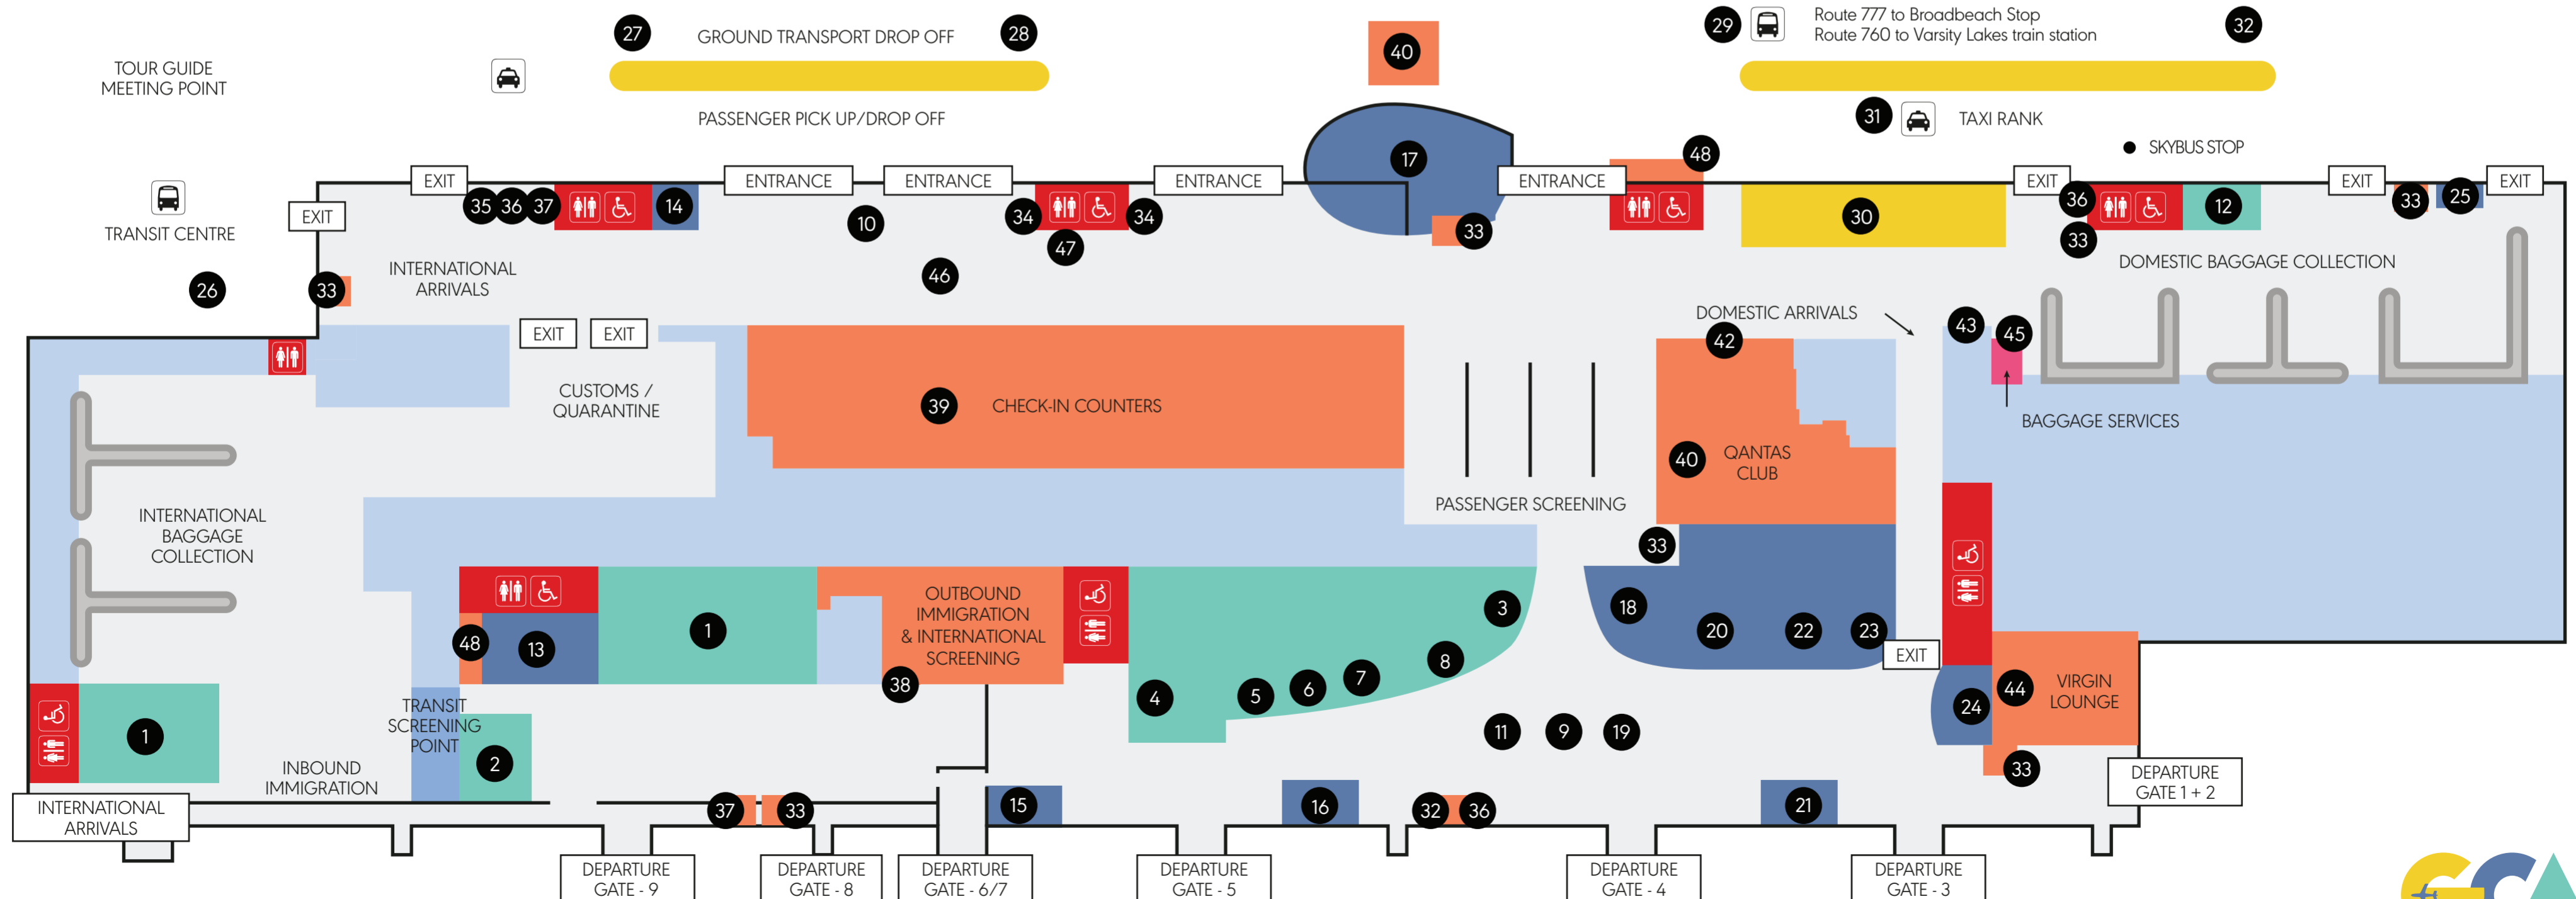 27
GROUND TRANSPORT DROP OFF
28
40
29
Route 777 to Broadbeach Stop
Route 760 to Varsity Lakes train station
32
TOUR GUIDE
MEETING POINT
PASSENGER PICK UP/DROP OFF
31
TAXI RANK
SKYBUS STOP
17
48
EXIT
ENTRANCE
ENTRANCE
ENTRANCE
ENTRANCE
EXIT
EXIT
EXIT
EXIT
35
36
37
14
10
34
34
47
33
30
36
33
12
33
25
TRANSIT CENTRE
26
33
INTERNATIONAL
ARRIVALS
46
DOMESTIC BAGGAGE COLLECTION
DOMESTIC ARRIVALS
43
45
EXIT
EXIT
42
CUSTOMS /
QUARANTINE
39
CHECK-IN COUNTERS
BAGGAGE SERVICES
40
QANTAS
CLUB
PASSENGER SCREENING
INTERNATIONAL
BAGGAGE
COLLECTION
33
OUTBOUND
IMMIGRATION
& INTERNATIONAL
SCREENING
3
18
48
13
1
20
22
23
EXIT
38
4
5
6
7
8
44
VIRGIN
LOUNGE
24
TRANSIT
SCREENING
POINT
1
2
11
9
19
INBOUND
IMMIGRATION
33
DEPARTURE
GATE 1 + 2
INTERNATIONAL
ARRIVALS
37
33
15
16
32
36
21
DEPARTURE
GATE - 9
DEPARTURE
GATE - 8
DEPARTURE
GATE - 6/7
DEPARTURE
GATE - 5
DEPARTURE
GATE - 4
DEPARTURE
GATE - 3
GCA